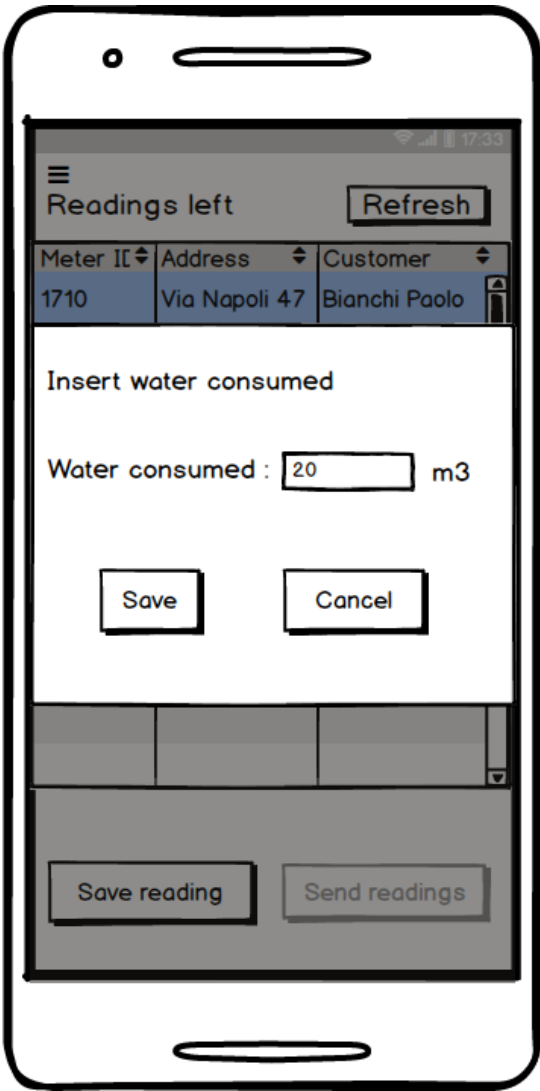 17:33
Readings left
Refresh
Meter I[ Address Customer
1710 Via Napoli 47 Bianchi Paolo
Insert water consumed
Water consumed : 20 m3
Save Cancel
Save reading Send readings